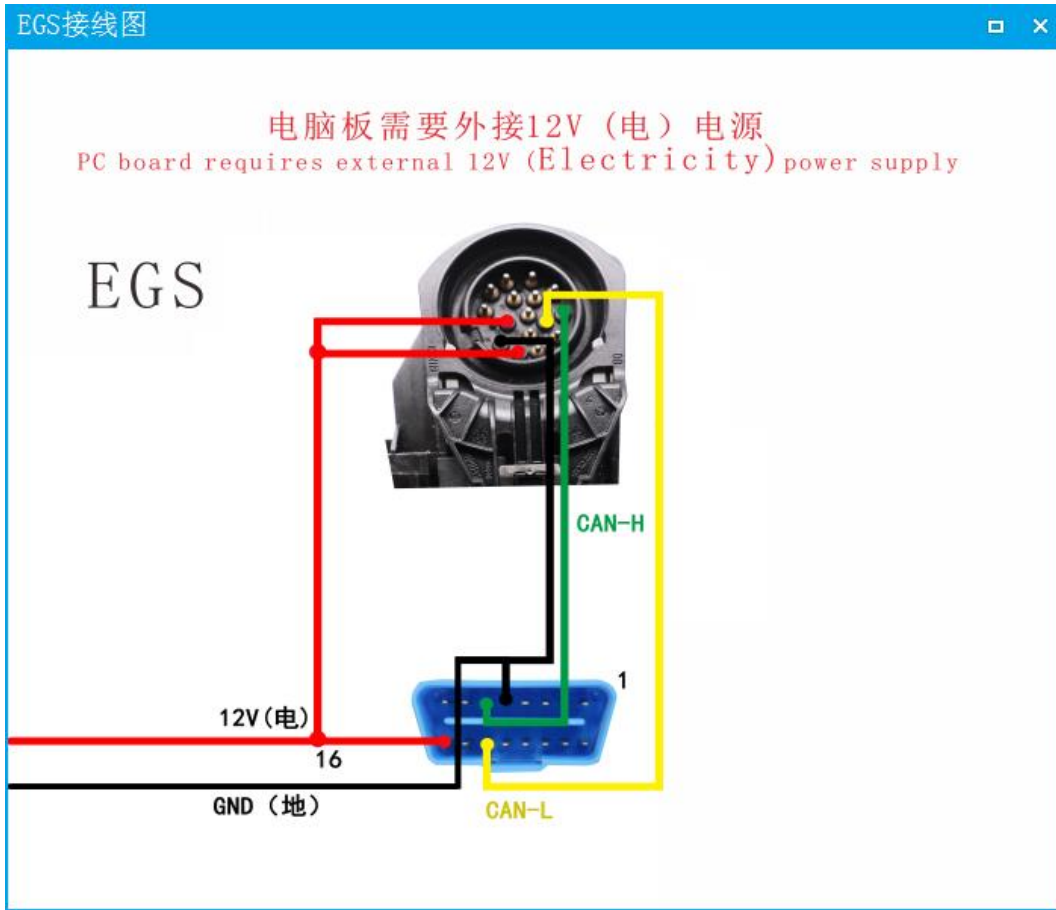 EGS接线图
电脑板需要外接12V (电) 电源
PC board requires external 12V (Electricity) power supply
EGS
CAN-H
1
12V(电)
16
GND (地)
CAN-L